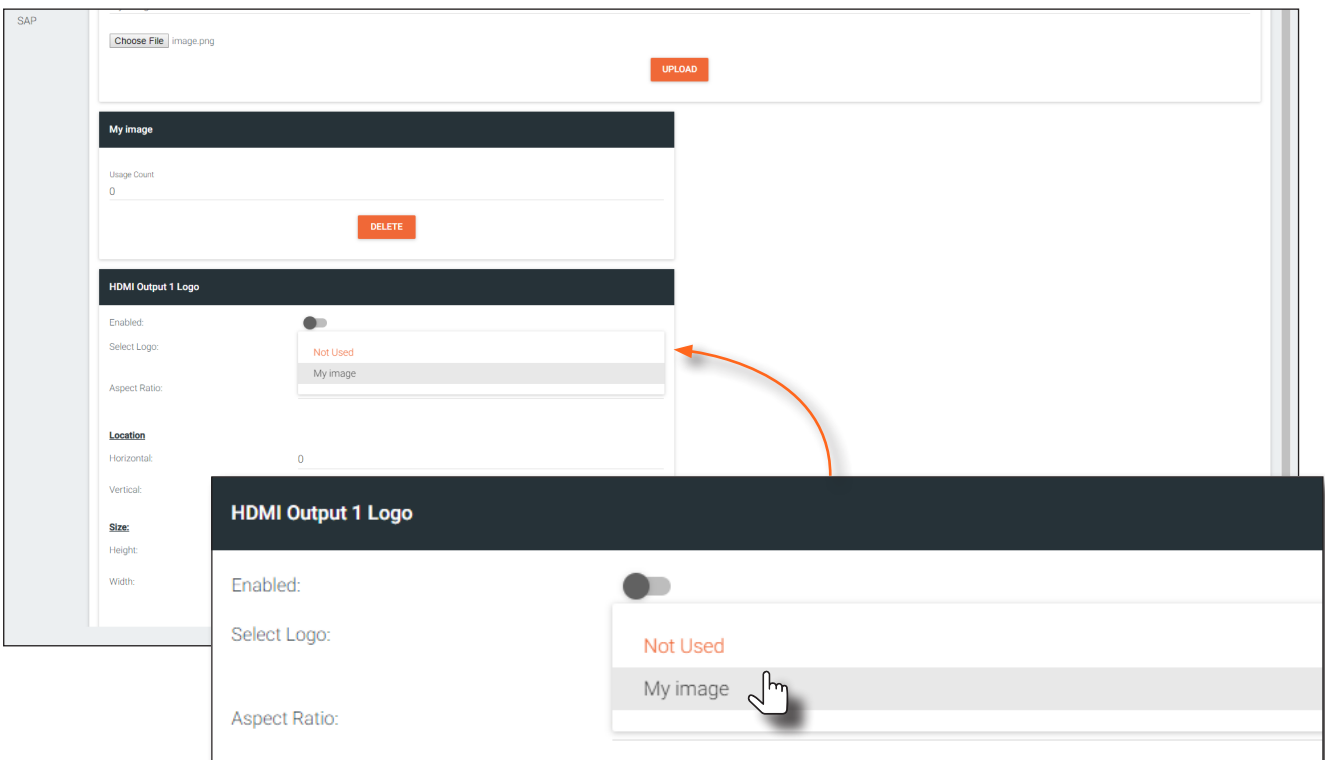 SAP
Choose File image.png
UPLOAD
My image
Usage Count
0
DELETE
HDMI Output 1 Logo
Enabled:
Select Logo:
Not Used
My image
Aspect Ratio:
Location
Horizontal:
0
Vertical:
Size:
Height:
Width:
HDMI Output 1 Logo
Enabled:
Select Logo:
Not Used
My image
Aspect Ratio: